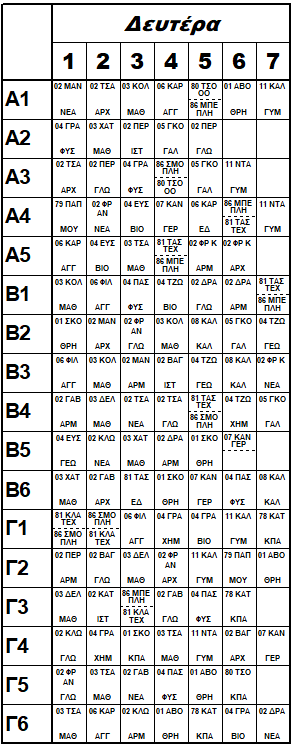 Δευτέρα
1 2 3 4 5 6 7
Α1 02 ΜΑΝ ΝΕΑ 02 ΤΣΑ ΑΡΧ 03 ΚΟΛ ΜΑΘ 06 ΚΑΡ ΑΓΓ 80 ΤΣΟ ΟΟ 86 ΜΠΕ ΠΛΗ 01 ΑΒΟ ΘΡΗ 11 ΚΑΛ ΓΥΜ
Α2 04 ΓΡΑ ΦΥΣ 03 ΧΑΤ ΜΑΘ 02 ΠΕΡ ΙΣΤ 05 ΓΚΟ ΓΑΛ 02 ΠΕΡ ΓΛΩ
Α3 02 ΤΣΑ ΑΡΧ 02 ΠΕΡ ΓΛΩ 04 ΓΡΑ ΦΥΣ 86 ΣΜΟ ΠΛΗ 80 ΤΣΟ ΟΟ 05 ΓΚΟ ΓΑΛ 11 ΝΤΑ ΓΥΜ
Α4 79 ΠΑΠ ΜΟΥ 02 ΦΡ ΑΝ ΝΕΑ 04 ΕΥΣ ΒΙΟ 07 ΚΑΝ ΓΕΡ 06 ΚΑΡ ΕΔ 86 ΜΠΕ ΠΛΗ 81 ΤΑΣ ΤΕΧ 11 ΝΤΑ ΓΥΜ
Α5 06 ΚΑΡ ΑΓΓ 04 ΕΥΣ ΒΙΟ 03 ΤΣΑ ΜΑΘ 81 ΤΑΣ ΤΕΧ 86 ΜΠΕ ΠΛΗ 02 ΦΡ Κ ΑΡΜ 02 ΦΡ Κ ΑΡΧ
Β1 03 ΚΟΛ ΜΑΘ 06 ΦΙΛ ΑΓΓ 04 ΠΑΣ ΦΥΣ 04 ΤΖΩ ΒΙΟ 02 ΔΡΑ ΓΛΩ 02 ΔΡΑ ΑΡΜ 81 ΤΑΣ ΤΕΧ 86 ΜΠΕ ΠΛΗ
Β2 01 ΣΚΟ ΘΡΗ 02 ΜΑΝ ΑΡΧ 02 ΦΡ ΑΝ ΓΛΩ 03 ΚΟΛ ΜΑΘ 08 ΚΑΛ ΚΑΛ 05 ΓΚΟ ΓΑΛ 04 ΤΖΩ ΓΕΩ
Β3 06 ΦΙΛ ΑΓΓ 03 ΚΟΛ ΜΑΘ 02 ΜΑΝ ΑΡΜ 02 ΒΑΓ ΙΣΤ 04 ΤΖΩ ΓΕΩ 08 ΚΑΛ ΚΑΛ 02 ΦΡ Κ ΝΕΑ
Β4 02 ΓΑΒ ΑΡΜ 03 ΔΕΛ ΜΑΘ 02 ΤΣΑ ΝΕΑ 02 ΤΣΑ ΓΛΩ 81 ΤΑΣ ΤΕΧ 86 ΣΜΟ ΠΛΗ 04 ΤΖΩ ΧΗΜ 05 ΓΚΟ ΓΑΛ
Β5 04 ΕΥΣ ΓΕΩ 02 ΚΛΩ ΝΕΑ 03 ΧΑΤ ΜΑΘ 02 ΔΡΑ ΑΡΜ 01 ΣΚΟ ΘΡΗ 07 ΚΑΝ ΓΕΡ
Β6 03 ΧΑΤ ΜΑΘ 02 ΓΑΒ ΑΡΧ 81 ΤΑΣ ΕΔ 01 ΣΚΟ ΘΡΗ 07 ΚΑΝ ΓΕΡ 04 ΠΑΣ ΦΥΣ 08 ΚΑΛ ΚΑΛ
Γ1 81 ΚΛΑ ΤΕΧ 86 ΣΜΟ ΠΛΗ 86 ΣΜΟ ΠΛΗ 81 ΚΛΑ ΤΕΧ 06 ΦΙΛ ΑΓΓ 04 ΓΡΑ ΧΗΜ 04 ΓΡΑ ΒΙΟ 11 ΚΑΛ ΓΥΜ 78 ΚΑΤ ΚΠΑ
Γ2 02 ΠΕΡ ΑΡΜ 02 ΒΑΓ ΓΛΩ 03 ΔΕΛ ΜΑΘ 02 ΦΡ ΑΝ ΑΡΧ 11 ΚΑΛ ΓΥΜ 79 ΠΑΠ ΜΟΥ 01 ΑΒΟ ΘΡΗ
Γ3 03 ΔΕΛ ΜΑΘ 02 ΚΑΤ ΙΣΤ 86 ΜΠΕ ΠΛΗ 81 ΚΛΑ ΤΕΧ 02 ΓΑΒ ΓΛΩ 04 ΠΑΣ ΦΥΣ 78 ΚΑΤ ΚΠΑ
Γ4 02 ΚΛΩ ΓΛΩ 04 ΓΡΑ ΧΗΜ 01 ΣΚΟ ΚΠΑ 03 ΤΣΑ ΜΑΘ 11 ΝΤΑ ΓΥΜ 02 ΒΑΓ ΑΡΧ 07 ΚΑΝ ΓΕΡ
Γ5 02 ΦΡ ΑΝ ΓΛΩ 03 ΤΣΑ ΜΑΘ 02 ΓΑΒ ΝΕΑ 04 ΠΑΣ ΦΥΣ 01 ΑΒΟ ΘΡΗ 80 ΤΣΟ ΚΠΑ
Γ6 03 ΤΣΑ ΜΑΘ 06 ΚΑΡ ΑΓΓ 02 ΚΛΩ ΑΡΜ 01 ΑΒΟ ΘΡΗ 78 ΚΑΤ ΚΠΑ 04 ΓΡΑ ΒΙΟ 02 ΔΡΑ ΝΕΑ